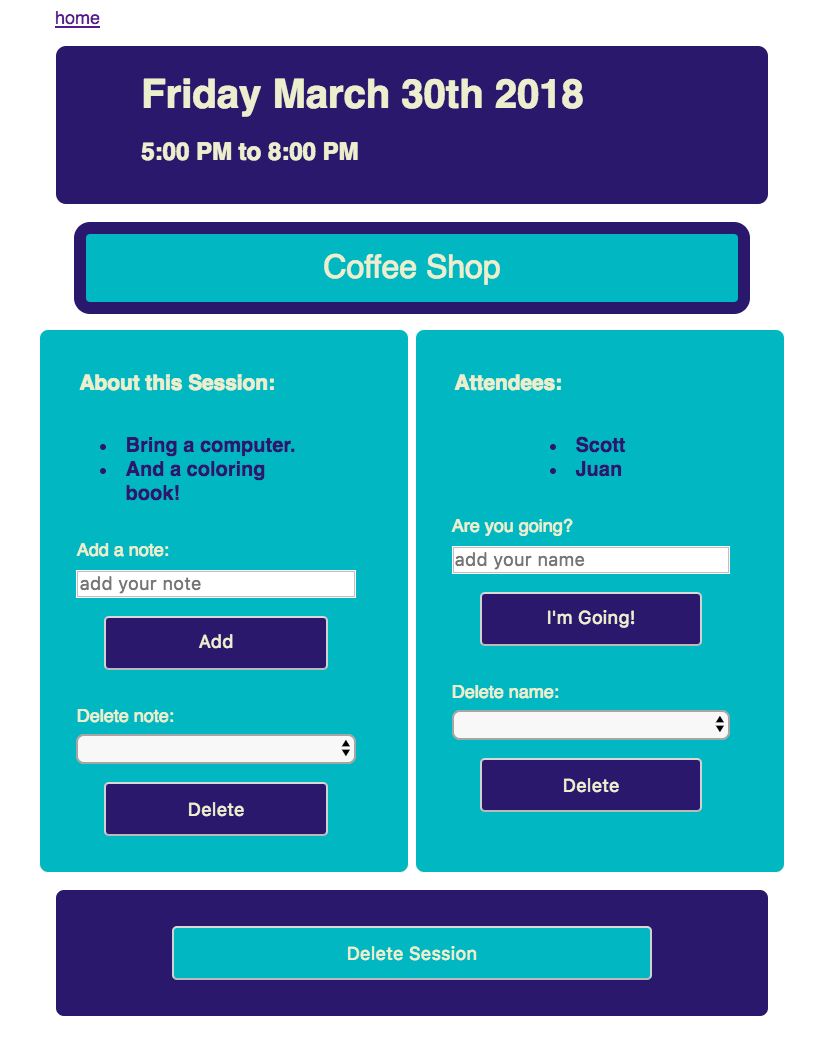 home
Friday March 30th 2018
5:00 PM to 8:00 PM
Coffee Shop
About this Session:
Bring a computer.
And a coloring
book!
Add a note:
add your note
Add
Delete note:
Delete
Attendees:
Scott
Juan
Are you going?
add your name
I'm Going!
Delete name:
Delete
Delete Session